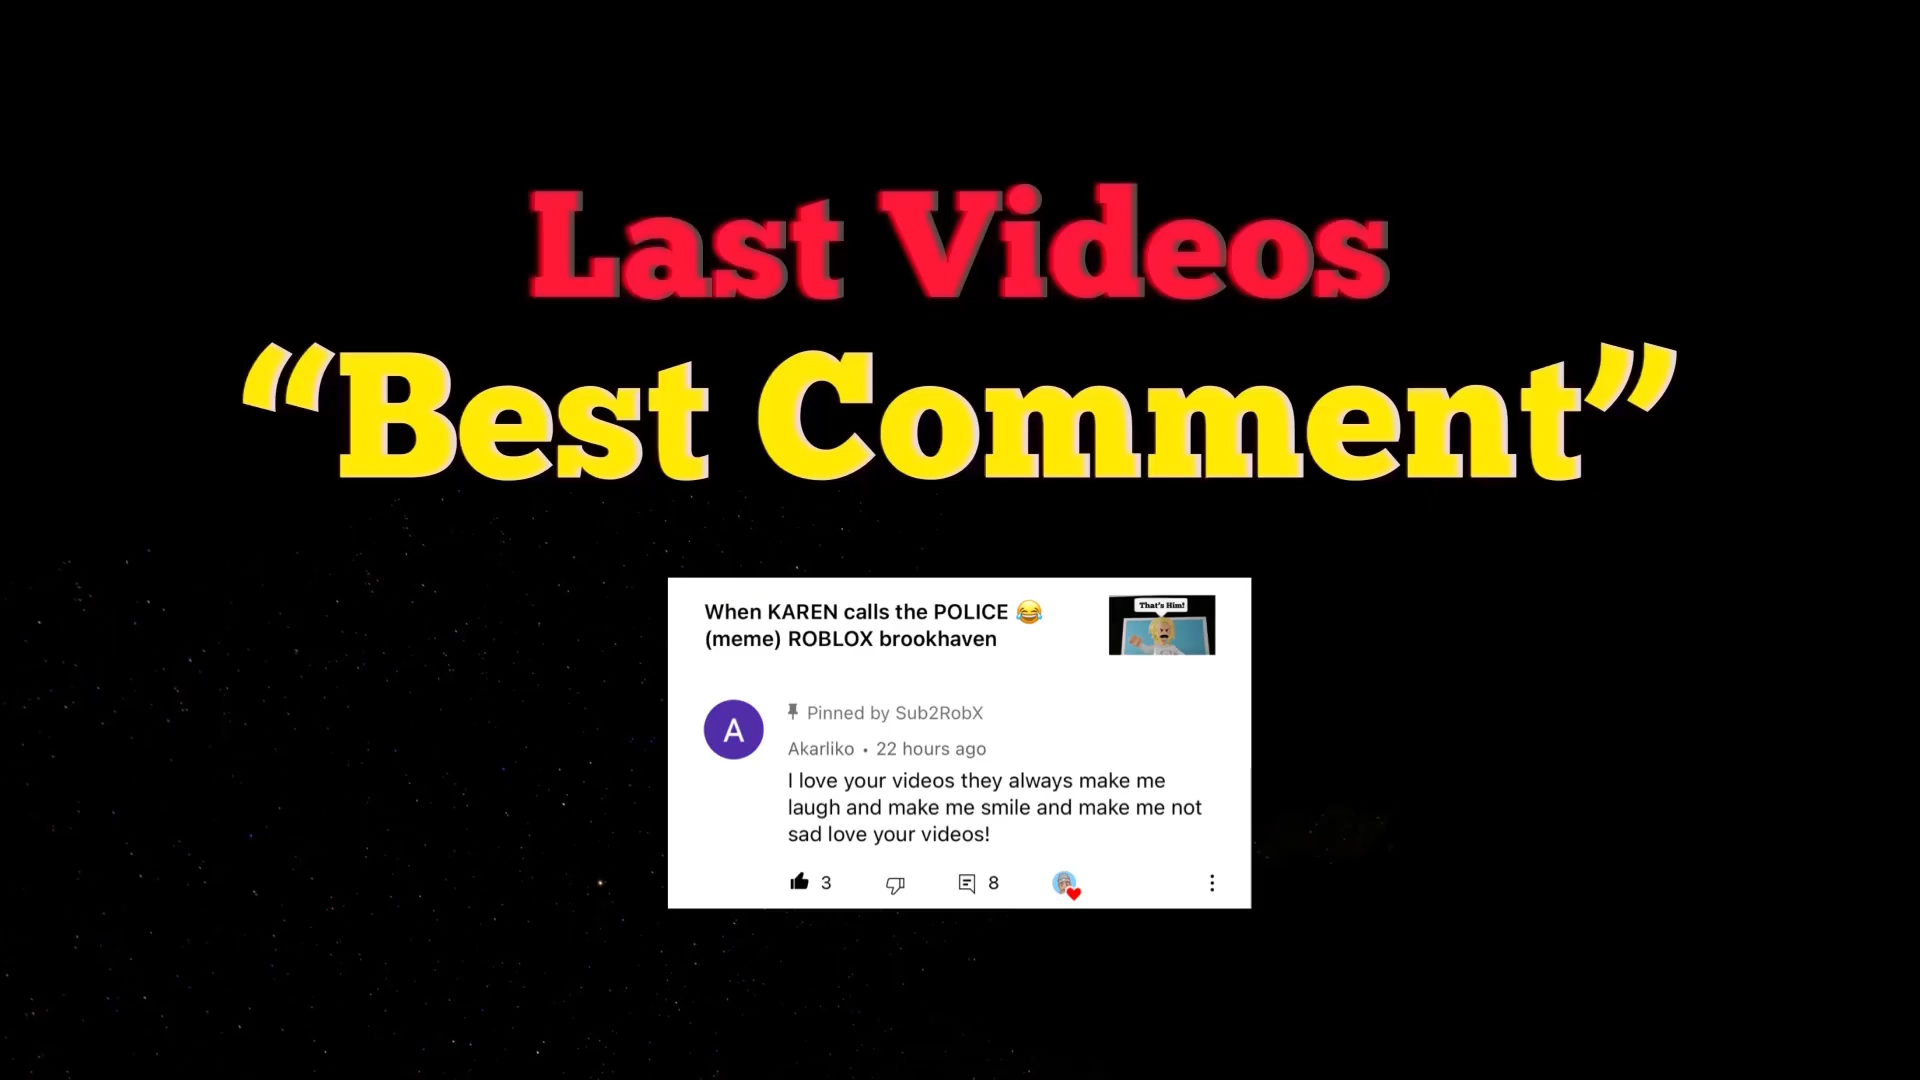 Last Videos
“Best Comment”
When KAREN calls the POLICE 😂
(meme) ROBLOX brookhaven
That's Him!
A
Pinned by Sub2RobX
Akarliko • 22 hours ago
I love your videos they always make me
laugh and make me smile and make me not
sad love your videos!
3
8